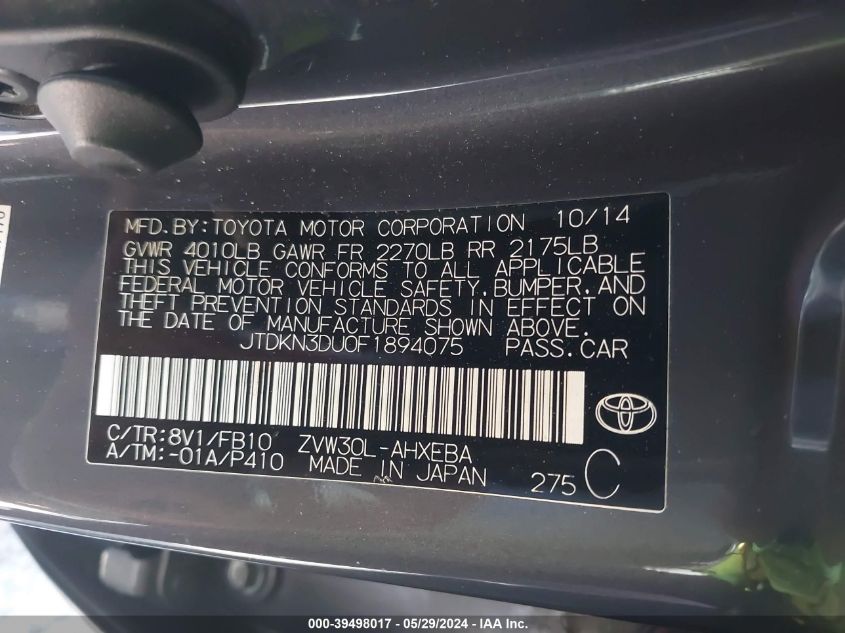 MFD.BY:TOYOTA MOTOR CORPORATION 10/14
GVWR 4010LB GAWR FR 2270LB RR 2175LB
THIS VEHICLE CONFORMS TO ALL APPLICABLE
FEDERAL MOTOR VEHICLE SAFETY,BUMPER,AND
THEFT PREVENTION STANDARDS IN EFFECT ON
THE DATE OF MANUFACTURE SHOWN ABOVE.
JTDKN3DU0F1894075 PASS.CAR
C/TR:8V1/FB10 ZVW30L-AHXEBA
A/TM:-01A/P410 MADE IN JAPAN 275 C
000-39498017 — 05/29/2024 — IAA Inc.